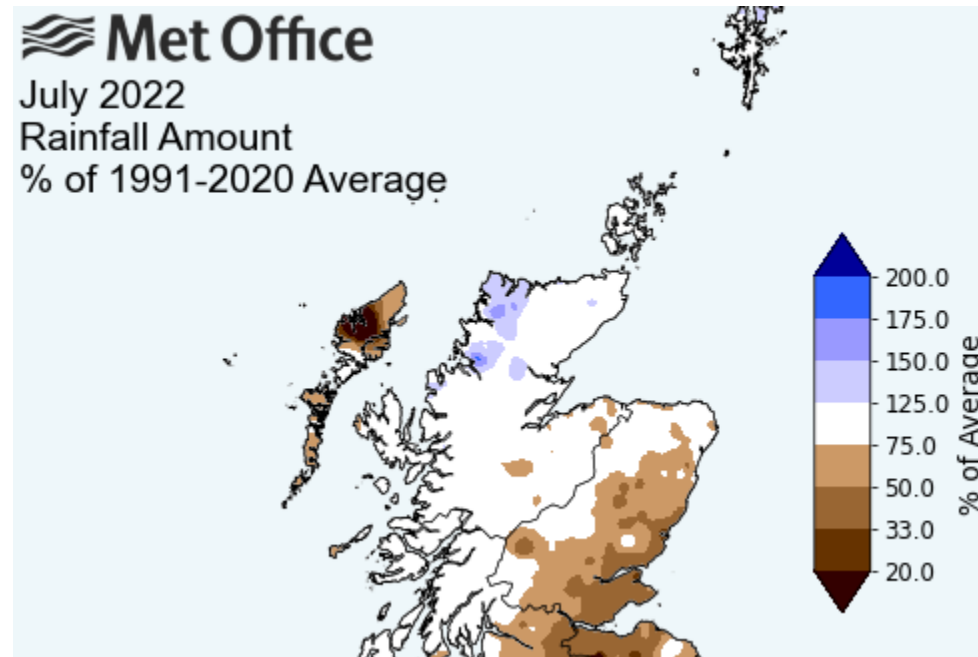 Met Office
July 2022
Rainfall Amount
% of 1991-2020 Average
200.0
175.0
150.0
125.0
75.0
50.0
33.0
20.0
% of Average